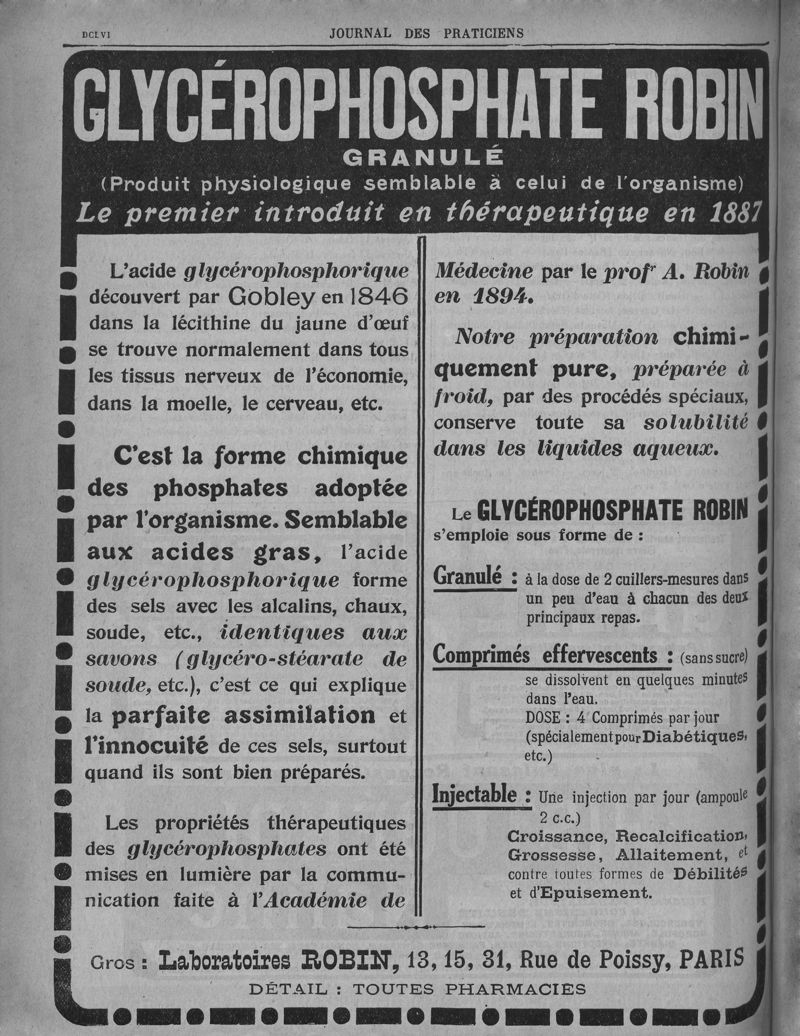 DCLVI
JOURNAL DES PRATICIENS
GLYCÉROPHOSPHATE ROBIN
GRANULÉ
(Produit physiologique semblable à celui de l'organisme)
Le premier introduit en thérapeutique en 1887
L'acide glycérophosphorique
découvert par Gobley en 1846
dans la lécithine du jaune d'œuf
se trouve normalement dans tous
les tissus nerveux de l'économie,
dans la moelle, le cerveau, etc.
C'est la forme chimique
des phosphates adoptée
par l'organisme. Semblable
aux acides gras, l'acide
glycérophosphorique forme
des sels avec les alcalins, chaux,
soude, etc., identiques aux
savons (glycéro-stéarate de
soude, etc.), c'est ce qui explique
la parfaite assimilation et
l'innocuité de ces sels, surtout
quand ils sont bien préparés.
Les propriétés thérapeutiques
des glycérophosphates ont été
mises en lumière par la commu-
nication faite à l'Académie de
Médecine par le profr A. Robin
en 1894.
Notre préparation chimi-
quement pure, préparée à
froid, par des procédés spéciaux,
conserve toute sa solubilité
dans les liquides aqueux.
Le GLYCÉROPHOSPHATE ROBIN
s'emploie sous forme de :
Granulé : à la dose de 2 cuillers-mesures dans
un peu d'eau à chacun des deux
principaux repas.
Comprimés effervescents : (sans sucre)
se dissolvent en quelques minutes
dans l'eau.
DOSE : 4 Comprimés par jour
(spécialement pour Diabétiques,
etc.)
Injectable : Une injection par jour (ampoule
2 c.c.)
Croissance, Recalcification,
Grossesse, Allaitement, et
contre toutes formes de Débilités
et d'Epuisement.
Gros : Laboratoires ROBIN, 13, 15, 31, Rue de Poissy, PARIS
DÉTAIL : TOUTES PHARMACIES